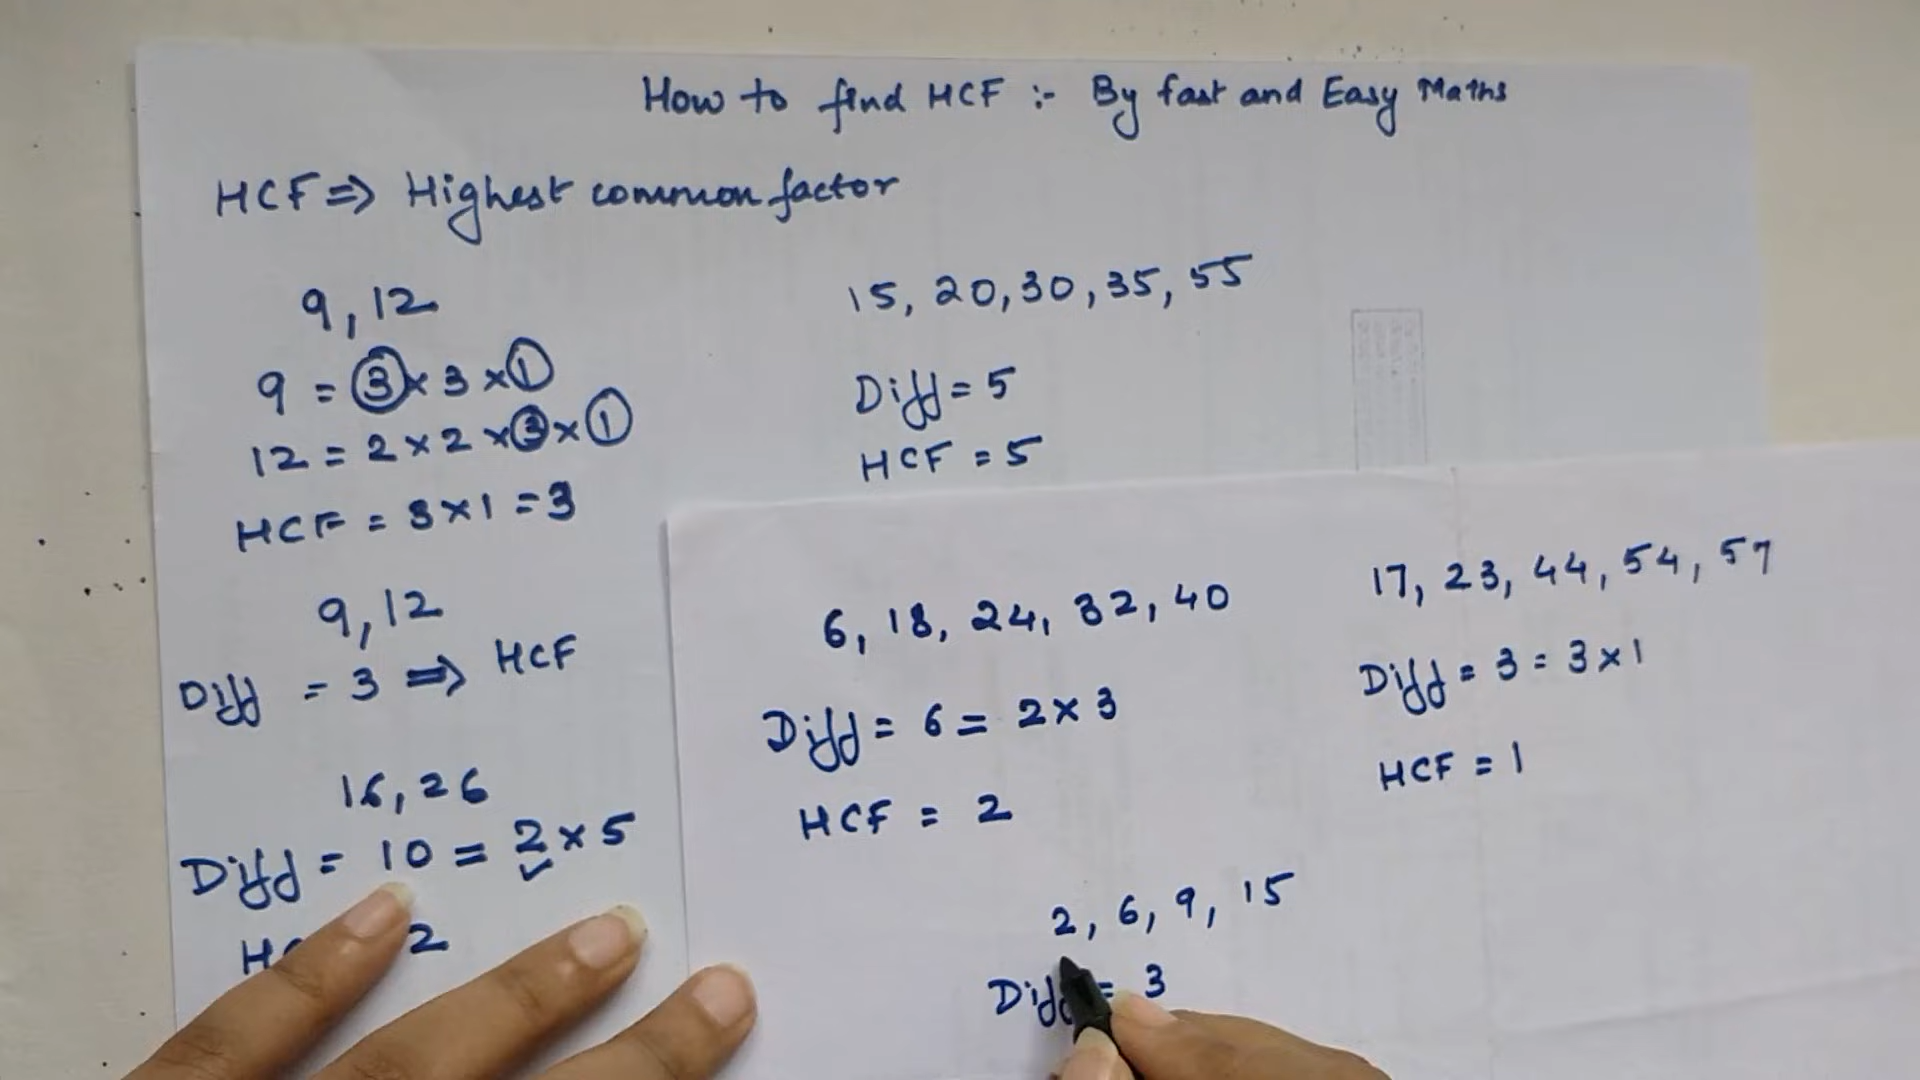 How to find HCF :- By fast and Easy Maths
HCF ⇒ Highest common factor
9, 12
9 = 3 × 3 × 1
12 = 2 × 2 × 3 × 1
HCF = 3 × 1 = 3
9, 12
Diff = 3 ⇒ HCF
16, 26
Diff = 10 = 2 × 5
2
15, 20, 30, 35, 55
Diff = 5
HCF = 5
6, 18, 24, 32, 40
Diff = 6 = 2 × 3
HCF = 2
17, 23, 44, 54, 57
Diff = 3 = 3 × 1
HCF = 1
2, 6, 9, 15
Diff = 3